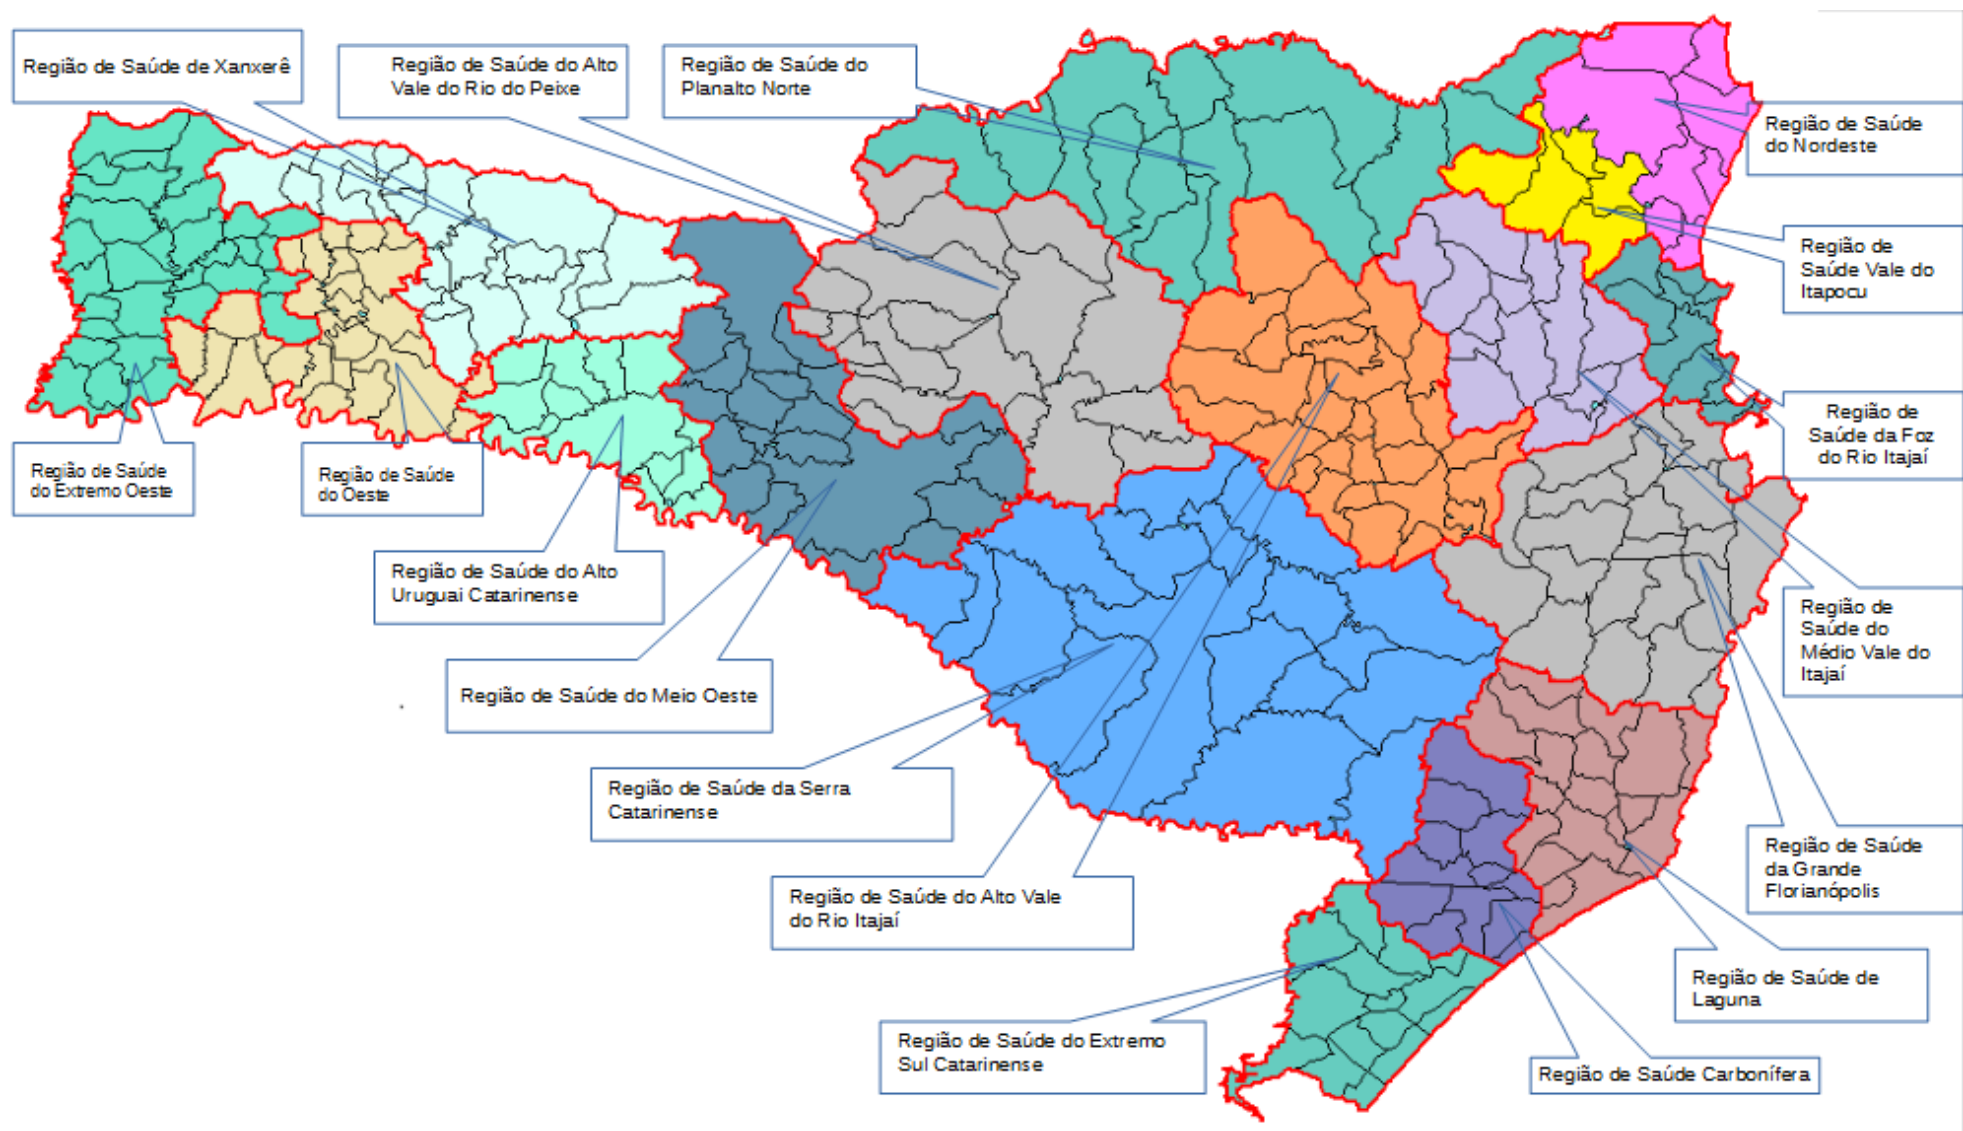 Região de Saúde de Xanxerê
Região de Saúde do Alto
Vale do Rio do Peixe
Região de Saúde do
Planalto Norte
Região de Saúde
do Nordeste
Região de
Saúde Vale do
Itapocu
Região de
Saúde da Foz
do Rio Itajaí
Região de Saúde
do Extremo Oeste
Região de Saúde
do Oeste
Região de Saúde do Alto
Uruguai Catarinense
Região de
Saúde do
Médio Vale do
Itajaí
Região de Saúde do Meio Oeste
Região de Saúde da Serra
Catarinense
Região de Saúde
da Grande
Florianópolis
Região de Saúde do Alto Vale
do Rio Itajaí
Região de Saúde de
Laguna
Região de Saúde do Extremo
Sul Catarinense
Região de Saúde Carbonífera